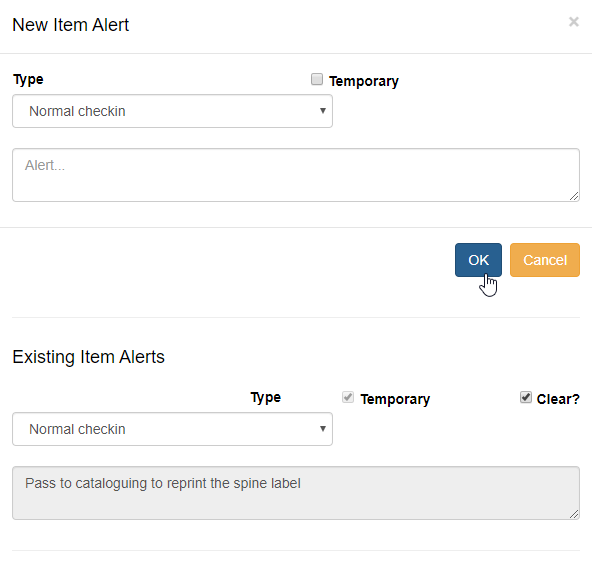 New Item Alert ×
Type Temporary
Normal checkin
Alert...
OK Cancel
Existing Item Alerts
Type Temporary Clear?
Normal checkin
Pass to cataloguing to reprint the spine label